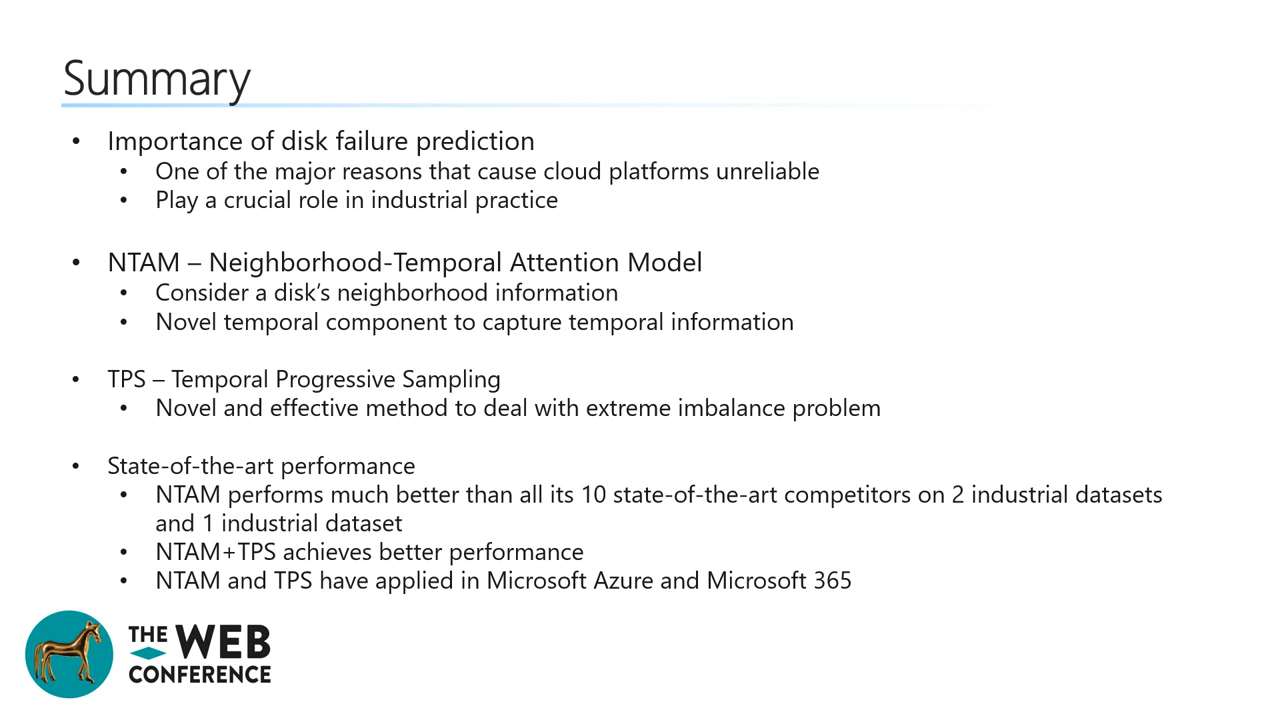 Summary
• Importance of disk failure prediction
• One of the major reasons that cause cloud platforms unreliable
• Play a crucial role in industrial practice
• NTAM – Neighborhood-Temporal Attention Model
• Consider a disk’s neighborhood information
• Novel temporal component to capture temporal information
• TPS – Temporal Progressive Sampling
• Novel and effective method to deal with extreme imbalance problem
• State-of-the-art performance
• NTAM performs much better than all its 10 state-of-the-art competitors on 2 industrial datasets
and 1 industrial dataset
• NTAM+TPS achieves better performance
• NTAM and TPS have applied in Microsoft Azure and Microsoft 365
THE WEB
CONFERENCE